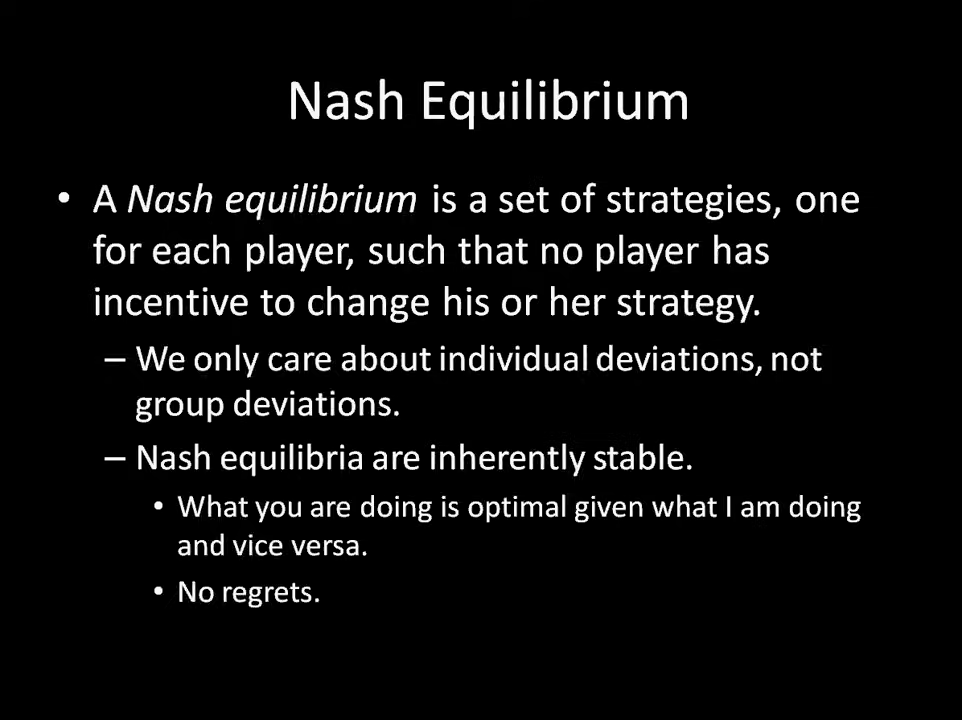 Nash Equilibrium
• A Nash equilibrium is a set of strategies, one
for each player, such that no player has
incentive to change his or her strategy.
– We only care about individual deviations, not
group deviations.
– Nash equilibria are inherently stable.
• What you are doing is optimal given what I am doing
and vice versa.
• No regrets.